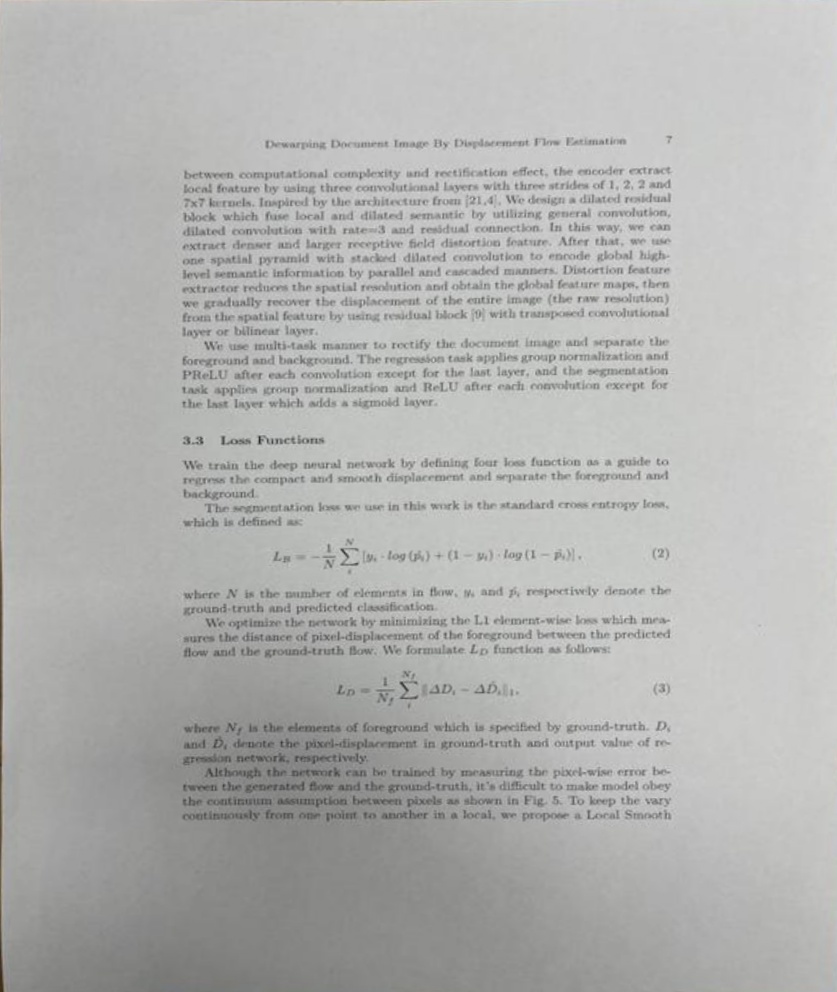 Dewarping Document Image By Displacement Flow Estimation 7
between computational complexity and rectification effect, the encoder extract
local feature by using three convolutional layers with three strides of 1, 2, 2 and
7x7 kernels. Inspired by the architecture from [21,4], We design a dilated residual
block which fuse local and dilated semantic by utilizing general convolution,
dilated convolution with rate=3 and residual connection. In this way, we can
extract denser and larger receptive field distortion feature. After that, we use
one spatial pyramid with stacked dilated convolution to encode global high-
level semantic information by parallel and cascaded manners. Distortion feature
extractor reduces the spatial resolution and obtain the global feature maps, then
we gradually recover the displacement of the entire image (the raw resolution)
from the spatial feature by using residual block [9] with transposed convolutional
layer or bilinear layer.
We use multi-task manner to rectify the document image and separate the
foreground and background. The regression task applies group normalization and
PReLU after each convolution except for the last layer, and the segmentation
task applies group normalization and ReLU after each convolution except for
the last layer which adds a sigmoid layer.
3.3 Loss Functions
We train the deep neural network by defining four loss function as a guide to
regress the compact and smooth displacement and separate the foreground and
background.
The segmentation loss we use in this work is the standard cross entropy loss,
which is defined as:
L_B = -\frac{1}{N} \sum_{i}^{N} [y_i \cdot log(\hat{p}_i) + (1 - y_i) \cdot log(1 - \hat{p}_i)], (2)
where N is the number of elements in flow, y_i and \hat{p}_i respectively denote the
ground-truth and predicted classification.
We optimize the network by minimizing the L1 element-wise loss which mea-
sures the distance of pixel-displacement of the foreground between the predicted
flow and the ground-truth flow. We formulate L_D function as follows:
L_D = \frac{1}{N_f} \sum_{i}^{N_f} \|ΔD_i - Δ\hat{D}_i\|_1, (3)
where N_f is the elements of foreground which is specified by ground-truth. D_i
and \hat{D}_i denote the pixel-displacement in ground-truth and output value of re-
gression network, respectively.
Although the network can be trained by measuring the pixel-wise error be-
tween the generated flow and the ground-truth, it's difficult to make model obey
the continuum assumption between pixels as shown in Fig. 5. To keep the vary
continuously from one point to another in a local, we propose a Local Smooth